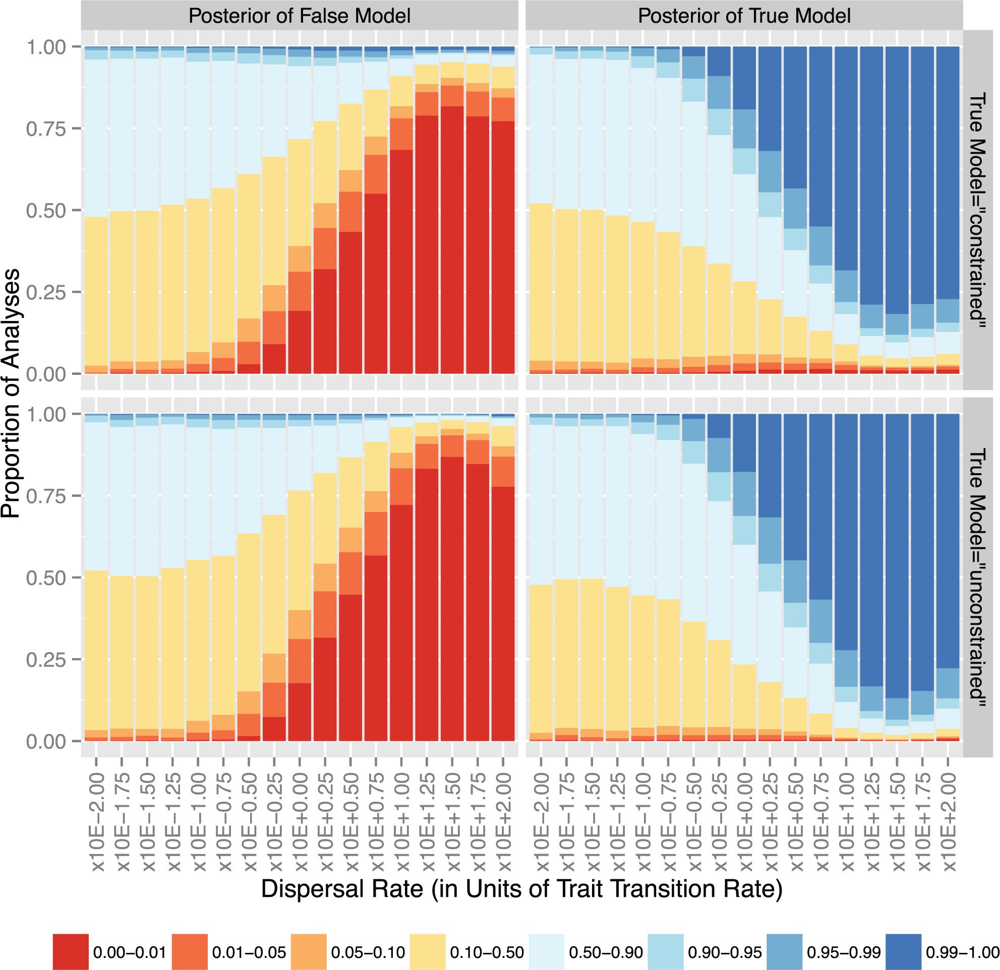 Posterior of False Model
Posterior of True Model
Proportion of Analyses
1.00
0.75
0.50
0.25
0.00
True Model="constrained"
1.00
0.75
0.50
0.25
0.00
True Model="unconstrained"
x10E−2.00
x10E−1.75
x10E−1.50
x10E−1.25
x10E−1.00
x10E−0.75
x10E−0.50
x10E−0.25
x10E+0.00
x10E+0.25
x10E+0.50
x10E+0.75
x10E+1.00
x10E+1.25
x10E+1.50
x10E+1.75
x10E+2.00
x10E−2.00
x10E−1.75
x10E−1.50
x10E−1.25
x10E−1.00
x10E−0.75
x10E−0.50
x10E−0.25
x10E+0.00
x10E+0.25
x10E+0.50
x10E+0.75
x10E+1.00
x10E+1.25
x10E+1.50
x10E+1.75
x10E+2.00
Dispersal Rate (in Units of Trait Transition Rate)
0.00−0.01
0.01−0.05
0.05−0.10
0.10−0.50
0.50−0.90
0.90−0.95
0.95−0.99
0.99−1.00